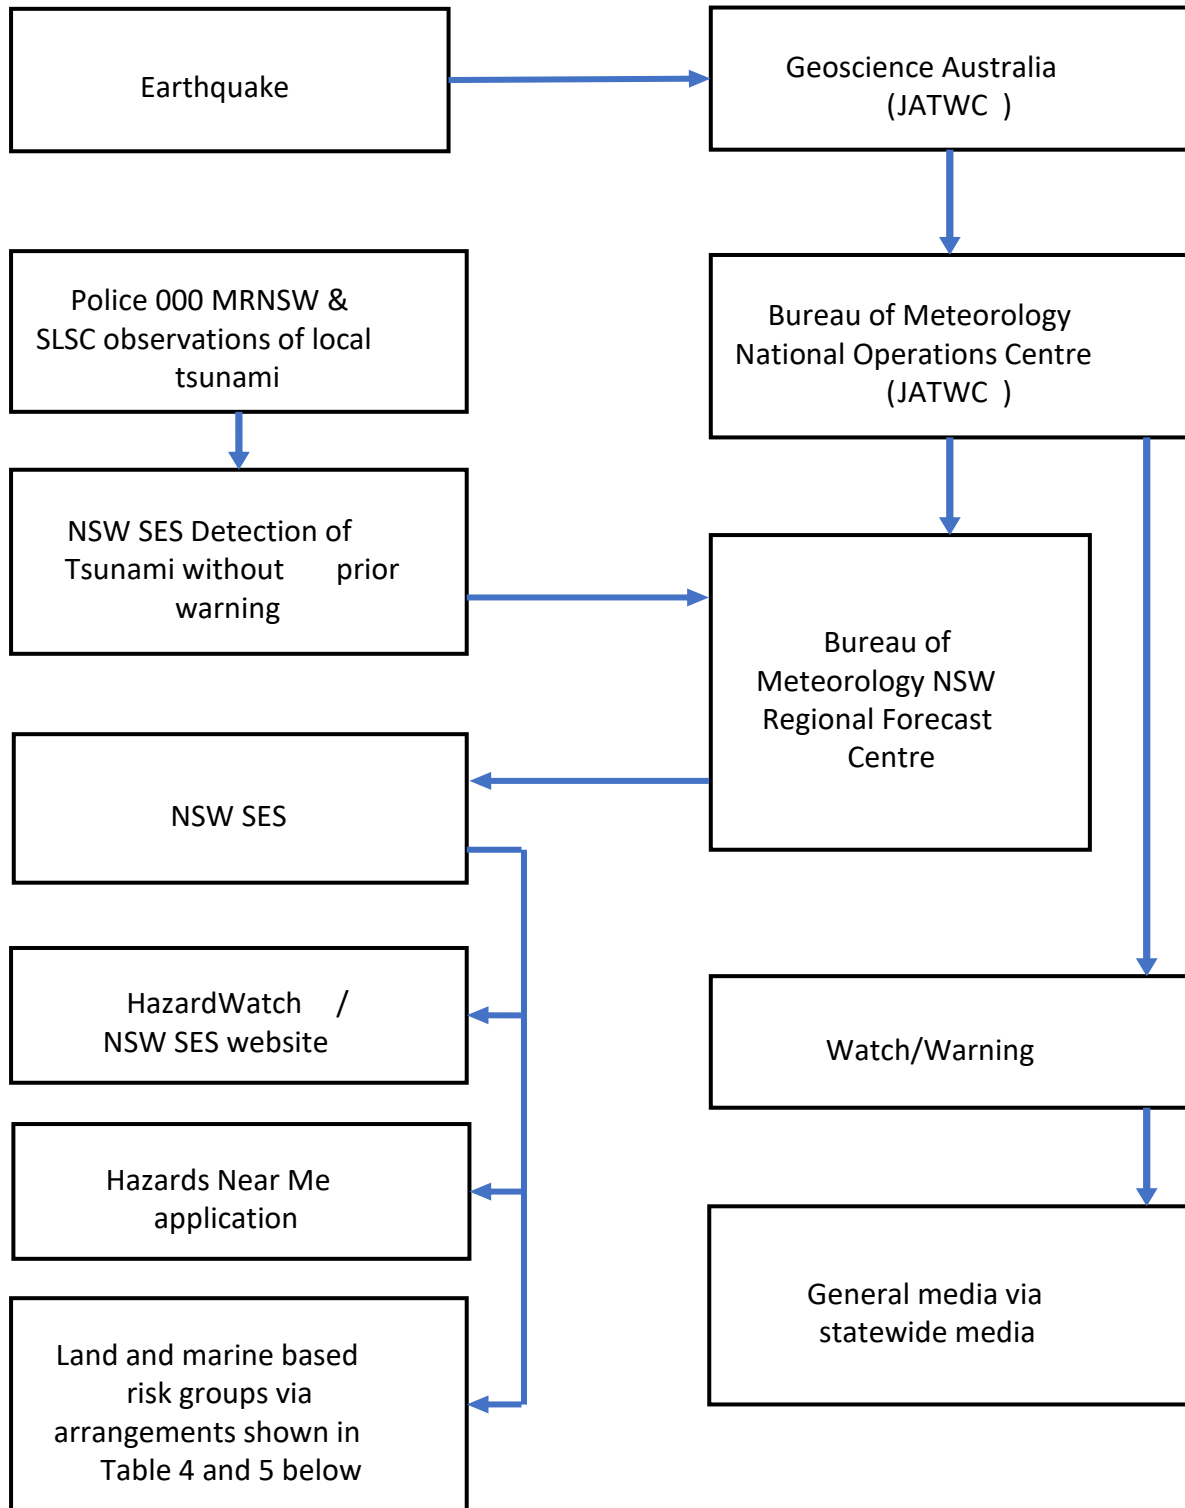 Earthquake
Geoscience Australia
(JATWC )
Police 000 MRNSW &
SLSC observations of local
tsunami
Bureau of Meteorology
National Operations Centre
(JATWC )
NSW SES Detection of
Tsunami without prior
warning
Bureau of
Meteorology NSW
Regional Forecast
Centre
NSW SES
HazardWatch /
NSW SES website
Watch/Warning
Hazards Near Me
application
General media via
statewide media
Land and marine based
risk groups via
arrangements shown in
Table 4 and 5 below